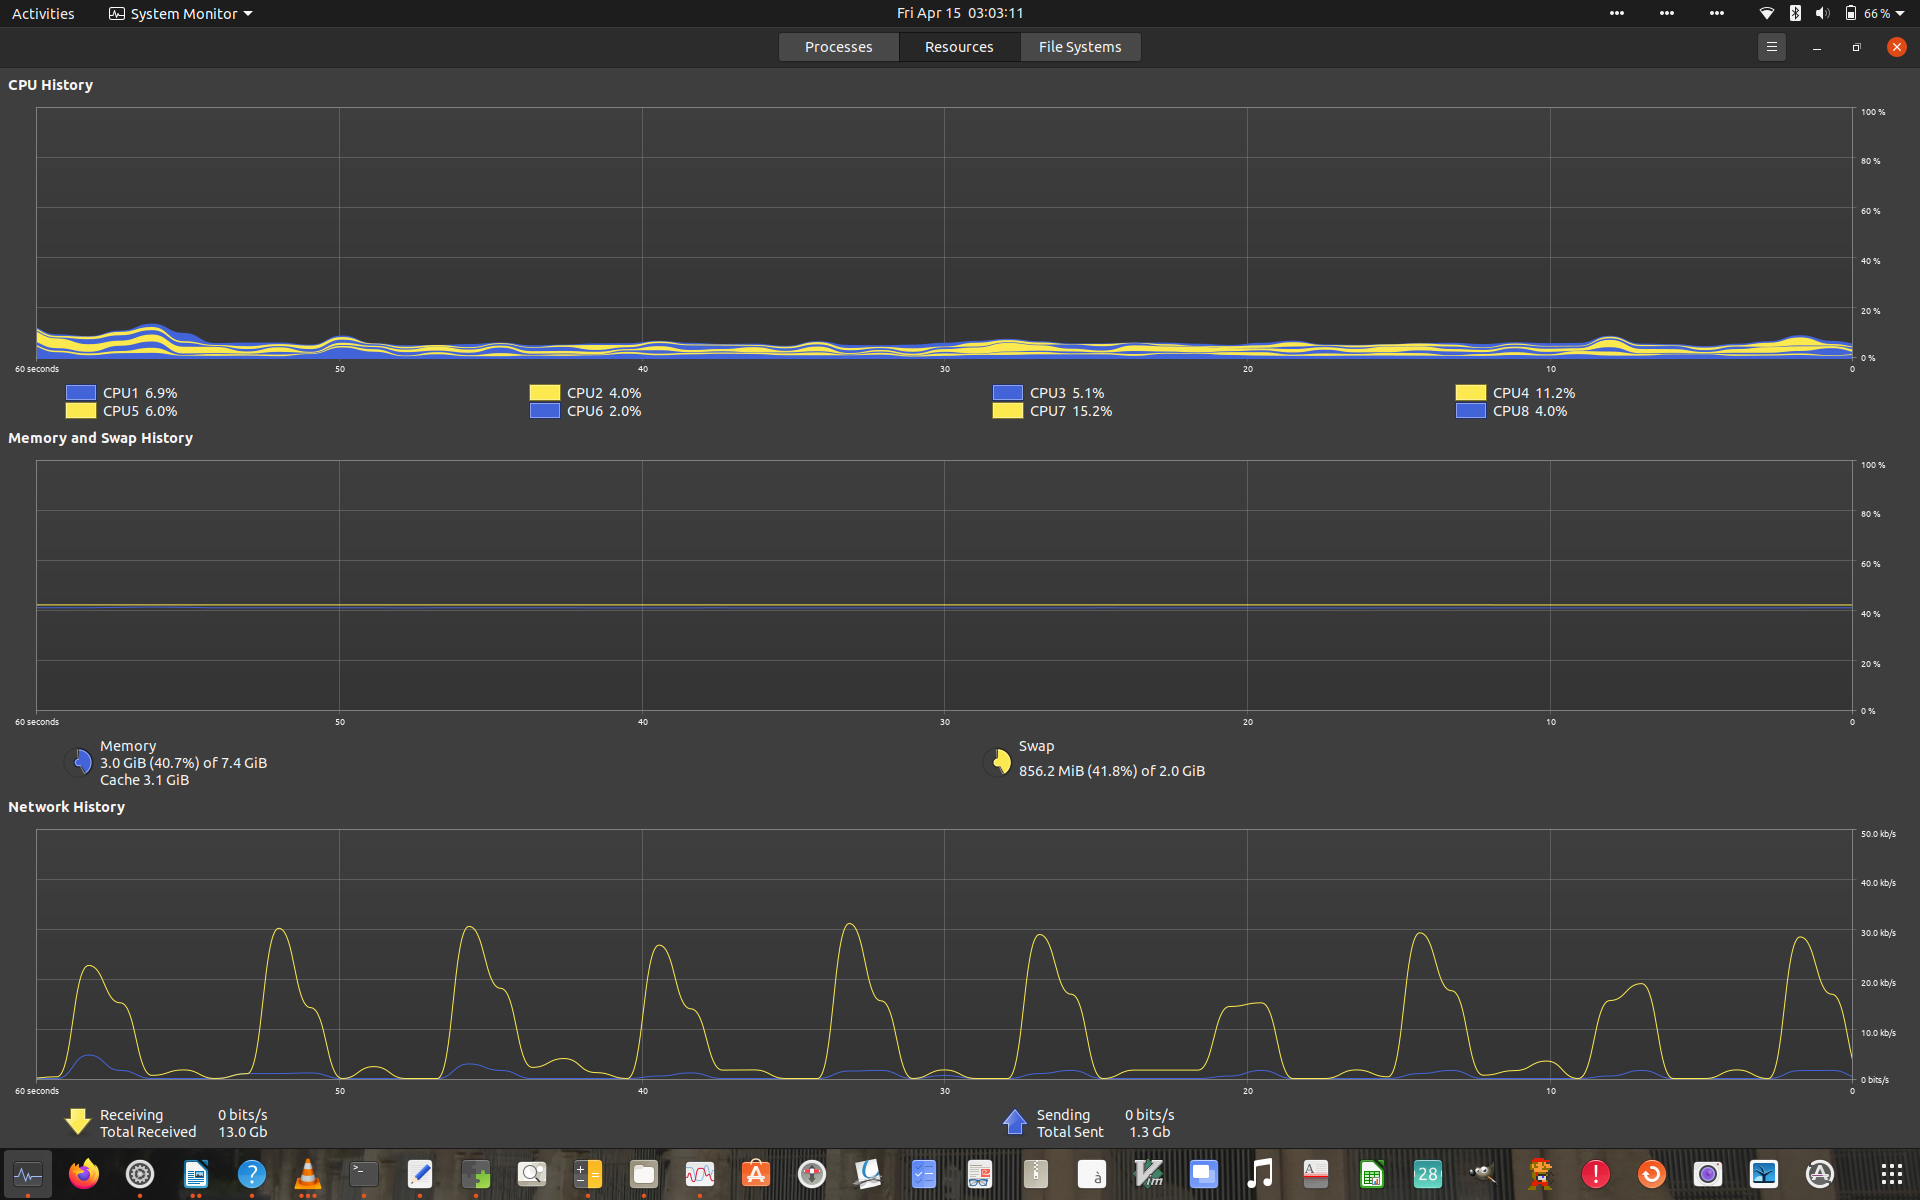 Activities System Monitor Fri Apr 15 03:03:11 66 %
Processes Resources File Systems
CPU History
100 %
80 %
60 %
40 %
20 %
0 %
60 seconds 50 40 30 20 10 0
CPU1 6.9% CPU2 4.0% CPU3 5.1% CPU4 11.2%
CPU5 6.0% CPU6 2.0% CPU7 15.2% CPU8 4.0%
Memory and Swap History
100 %
80 %
60 %
40 %
20 %
0 %
60 seconds 50 40 30 20 10 0
Memory
3.0 GiB (40.7%) of 7.4 GiB
Cache 3.1 GiB
Swap
856.2 MiB (41.8%) of 2.0 GiB
Network History
50.0 kb/s
40.0 kb/s
30.0 kb/s
20.0 kb/s
10.0 kb/s
0 bits/s
60 seconds 50 40 30 20 10 0
Receiving 0 bits/s
Total Received 13.0 Gb
Sending 0 bits/s
Total Sent 1.3 Gb
>_ ? A à Vim A 28 !